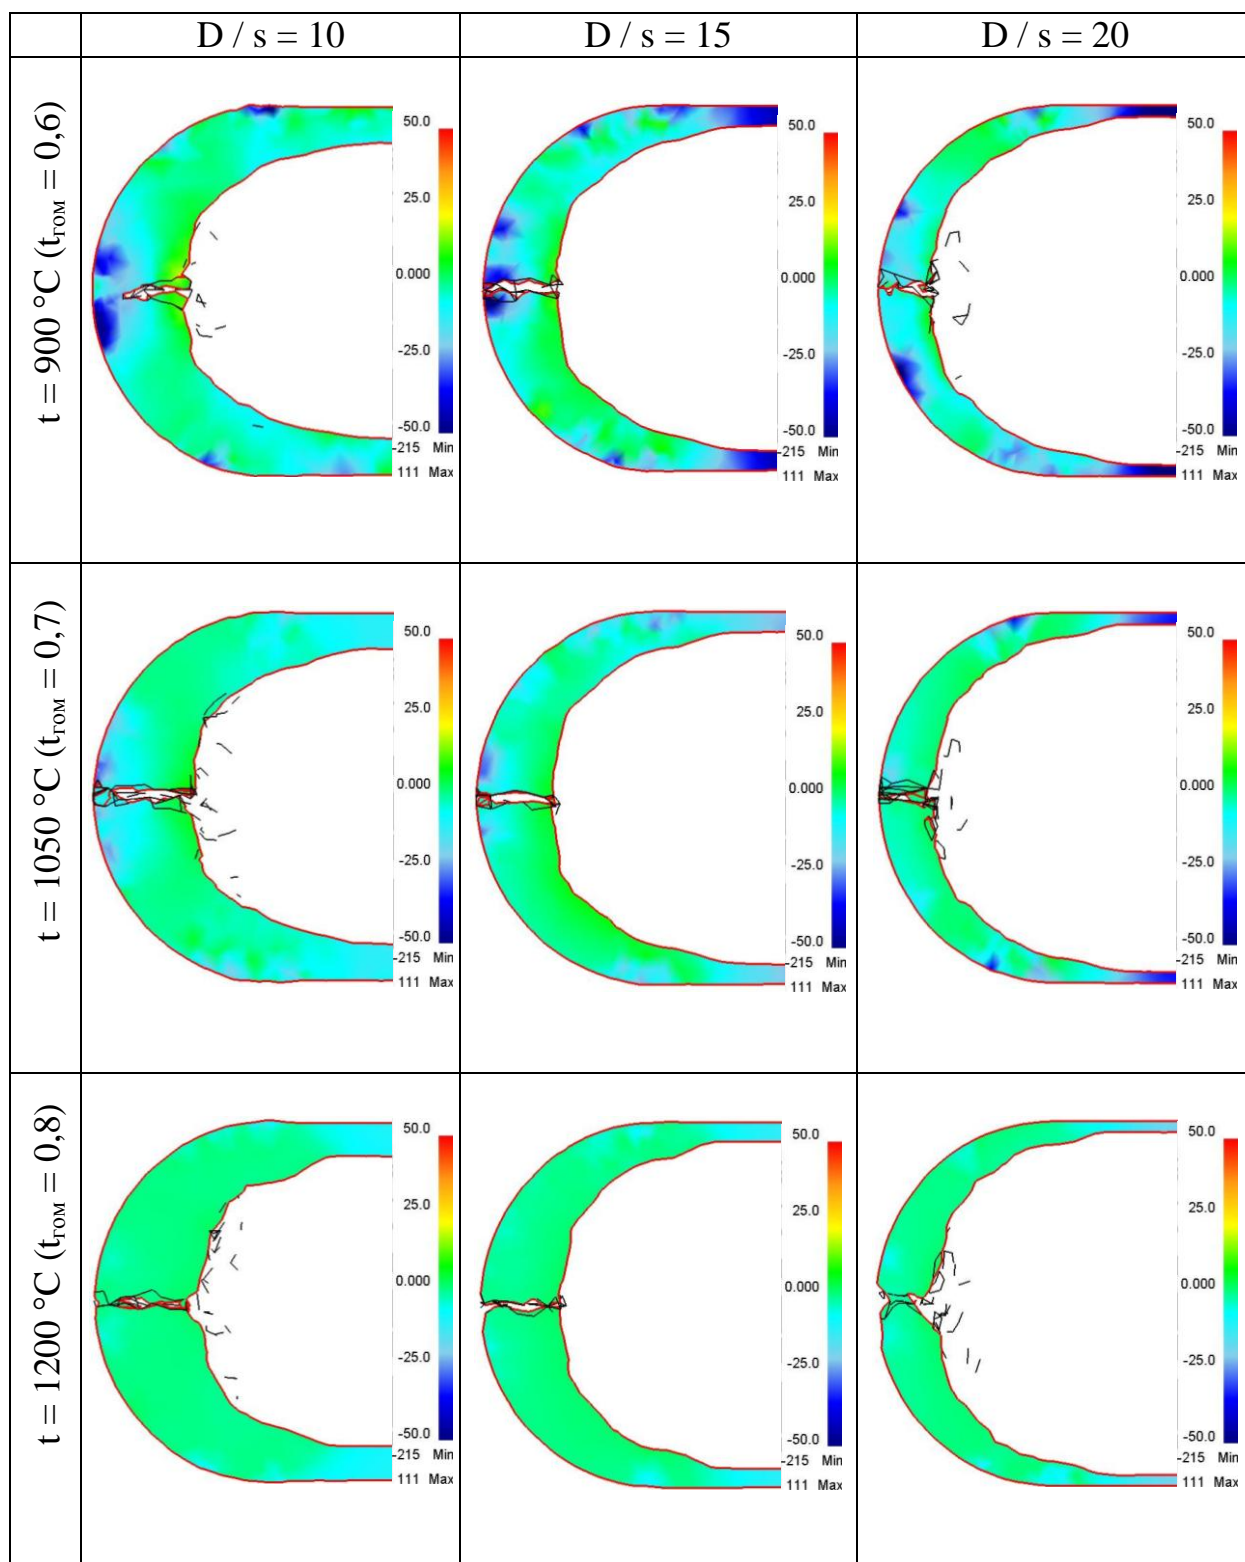 D / s = 10
D / s = 15
D / s = 20
t = 900 °C (tгом = 0,6)
50.0
25.0
0.000
-25.0
-50.0
-215 Min
111 Max
50.0
25.0
0.000
-25.0
-50.0
-215 Min
111 Max
50.0
25.0
0.000
-25.0
-50.0
-215 Min
111 Max
t = 1050 °C (tгом = 0,7)
50.0
25.0
0.000
-25.0
-50.0
-215 Min
111 Max
50.0
25.0
0.000
-25.0
-50.0
-215 Min
111 Max
50.0
25.0
0.000
-25.0
-50.0
-215 Min
111 Max
t = 1200 °C (tгом = 0,8)
50.0
25.0
0.000
-25.0
-50.0
-215 Min
111 Max
50.0
25.0
0.000
-25.0
-50.0
-215 Min
111 Max
50.0
25.0
0.000
-25.0
-50.0
-215 Min
111 Max